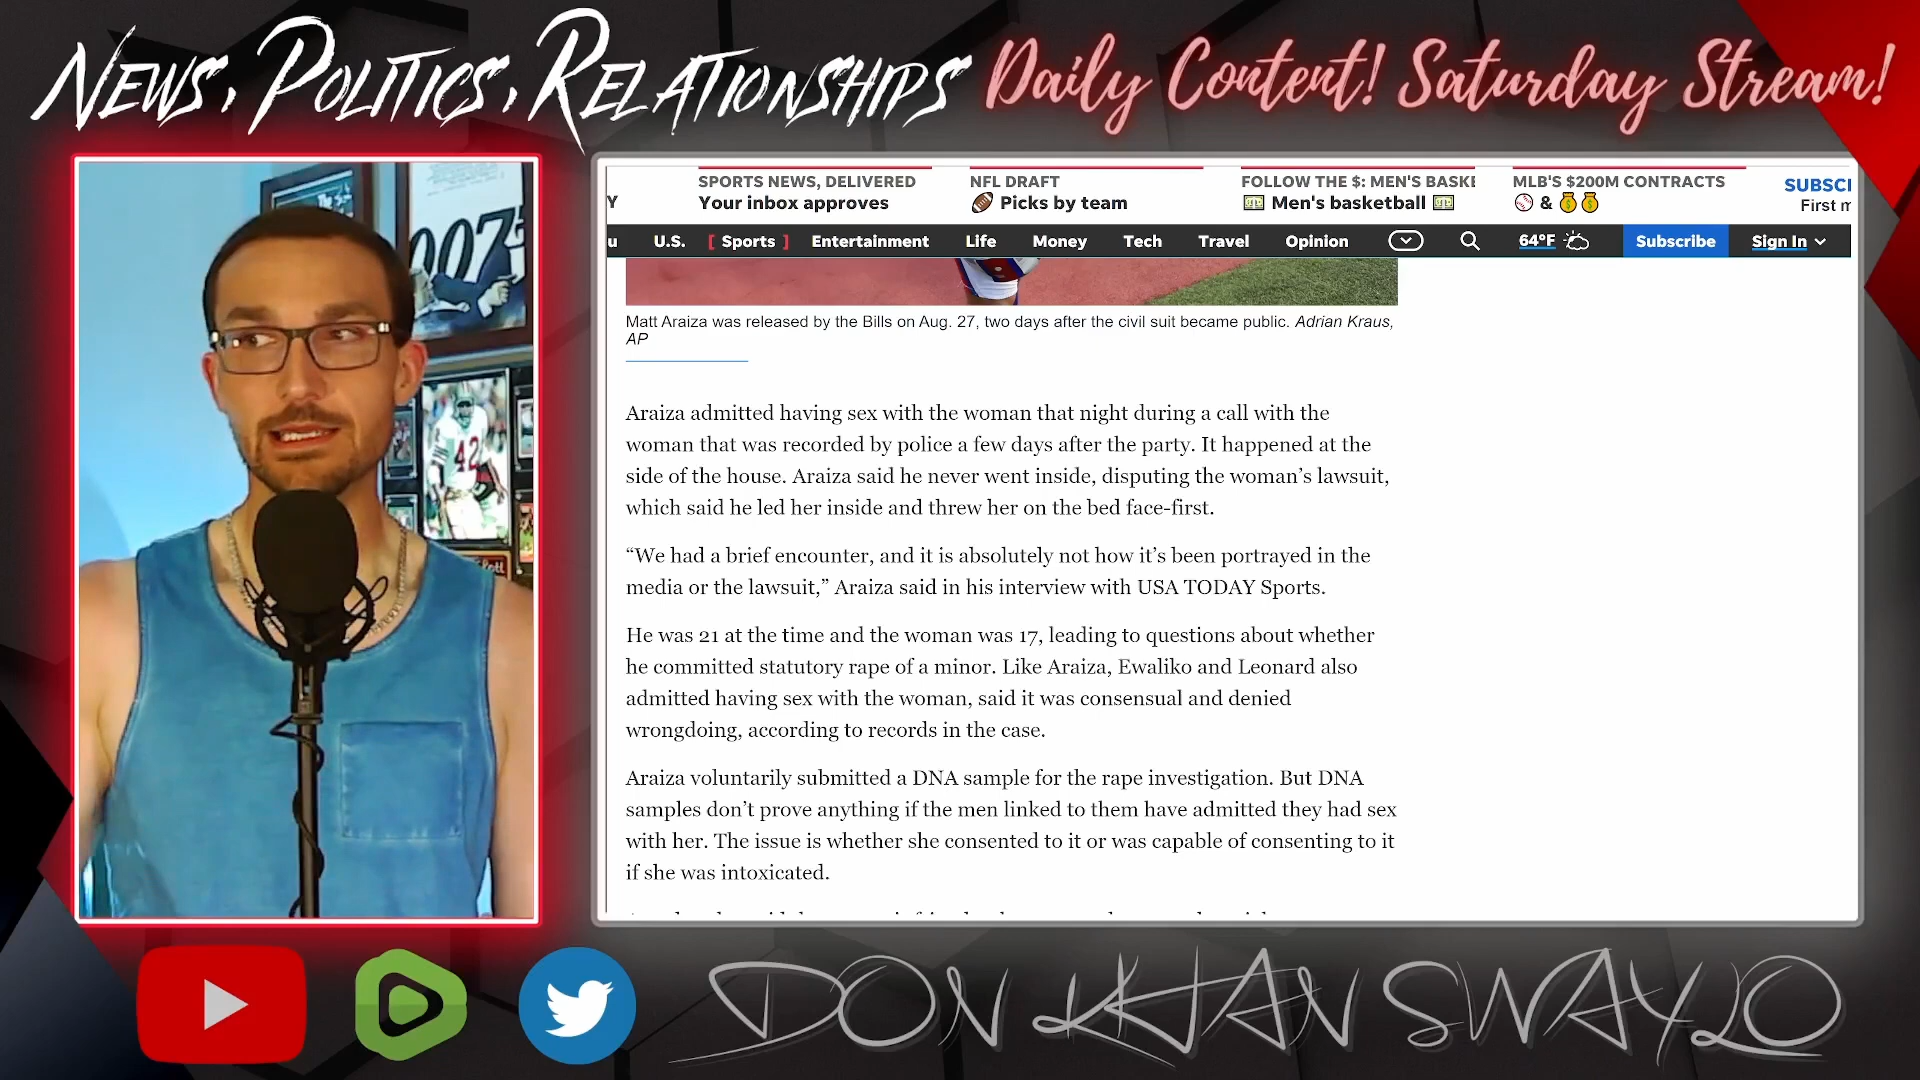 News, Politics, Relationships
Daily Content! Saturday Stream!
007
42
SPORTS NEWS, DELIVERED
Your inbox approves
NFL DRAFT
Picks by team
FOLLOW THE $: MEN'S BASKE
Men's basketball
MLB'S $200M CONTRACTS
&
SUBSCI
First m
Y
u U.S. [ Sports ] Entertainment Life Money Tech Travel Opinion 64°F Subscribe Sign In
Matt Araiza was released by the Bills on Aug. 27, two days after the civil suit became public. Adrian Kraus,
AP
Araiza admitted having sex with the woman that night during a call with the
woman that was recorded by police a few days after the party. It happened at the
side of the house. Araiza said he never went inside, disputing the woman’s lawsuit,
which said he led her inside and threw her on the bed face-first.
“We had a brief encounter, and it is absolutely not how it’s been portrayed in the
media or the lawsuit,” Araiza said in his interview with USA TODAY Sports.
He was 21 at the time and the woman was 17, leading to questions about whether
he committed statutory rape of a minor. Like Araiza, Ewaliko and Leonard also
admitted having sex with the woman, said it was consensual and denied
wrongdoing, according to records in the case.
Araiza voluntarily submitted a DNA sample for the rape investigation. But DNA
samples don’t prove anything if the men linked to them have admitted they had sex
with her. The issue is whether she consented to it or was capable of consenting to it
if she was intoxicated.
DON KHAN SWAYLO